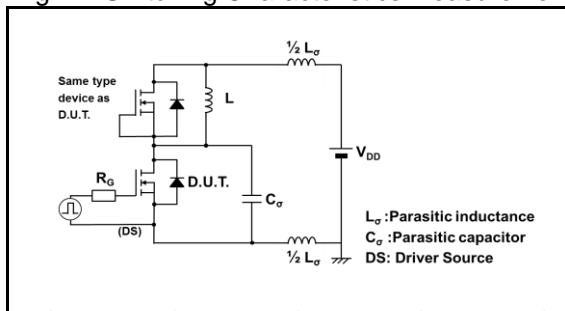 ½ Lσ
Same type
device as
D.U.T.
L
VDD
RG
D.U.T.
Cσ
(DS)
½ Lσ
Lσ :Parasitic inductance
Cσ :Parasitic capacitor
DS: Driver Source